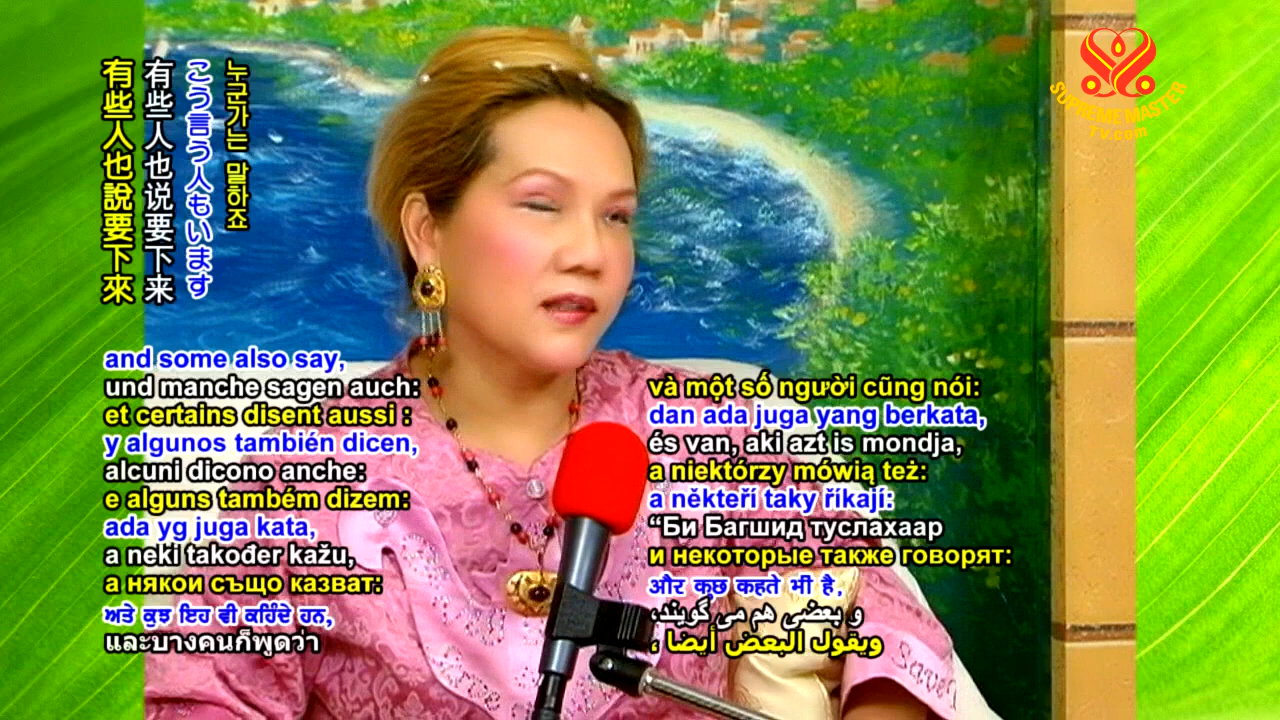 有些人也說要下來
有些人也说要下来
こう言う人もいます
누군가는 말하죠
SUPREME MASTER
TV.com
and some also say,
und manche sagen auch:
et certains disent aussi :
y algunos también dicen,
alcuni dicono anche:
e alguns também dizem:
ada yg juga kata,
a neki također kažu,
а някои също казват:
ਅਤੇ ਕੁਝ ਇਹ ਵੀ ਕਹਿੰਦੇ ਹਨ,
และบางคนก็พูดว่า
và một số người cũng nói:
dan ada juga yang berkata,
és van, aki azt is mondja,
a niektórzy mówią też:
a někteří taky říkají:
“Би Багшид туслахаар
и некоторые также говорят:
और कुछ कहते भी है,
و بعضی هم می گویند،
ويقول البعض أيضا ،